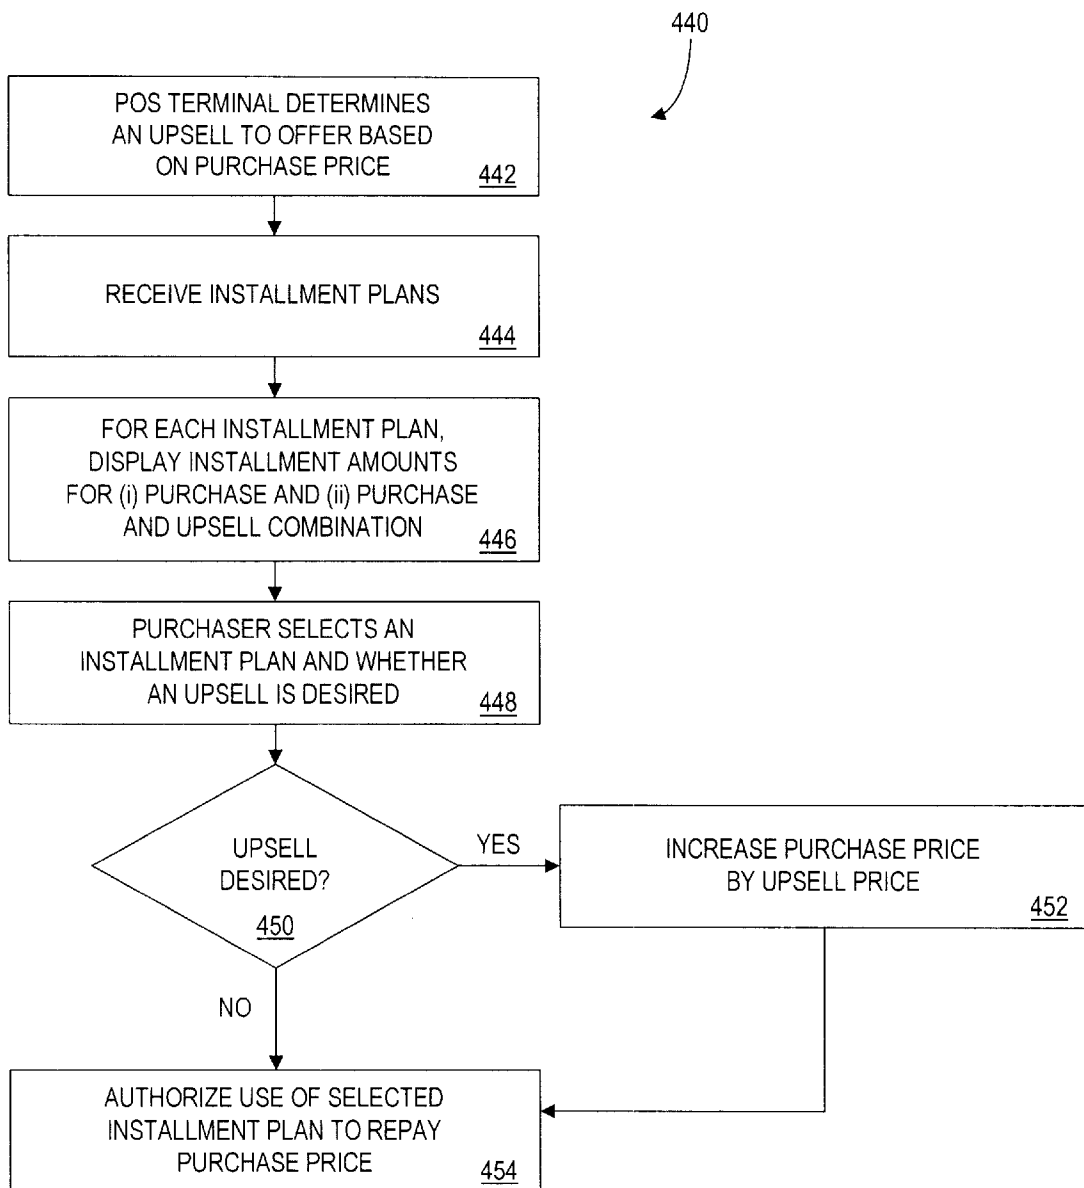 440
POS TERMINAL DETERMINES
AN UPSELL TO OFFER BASED
ON PURCHASE PRICE
442
RECEIVE INSTALLMENT PLANS
444
FOR EACH INSTALLMENT PLAN,
DISPLAY INSTALLMENT AMOUNTS
FOR (i) PURCHASE AND (ii) PURCHASE
AND UPSELL COMBINATION
446
PURCHASER SELECTS AN
INSTALLMENT PLAN AND WHETHER
AN UPSELL IS DESIRED
448
UPSELL
DESIRED?
450
YES
INCREASE PURCHASE PRICE
BY UPSELL PRICE
452
NO
AUTHORIZE USE OF SELECTED
INSTALLMENT PLAN TO REPAY
PURCHASE PRICE
454